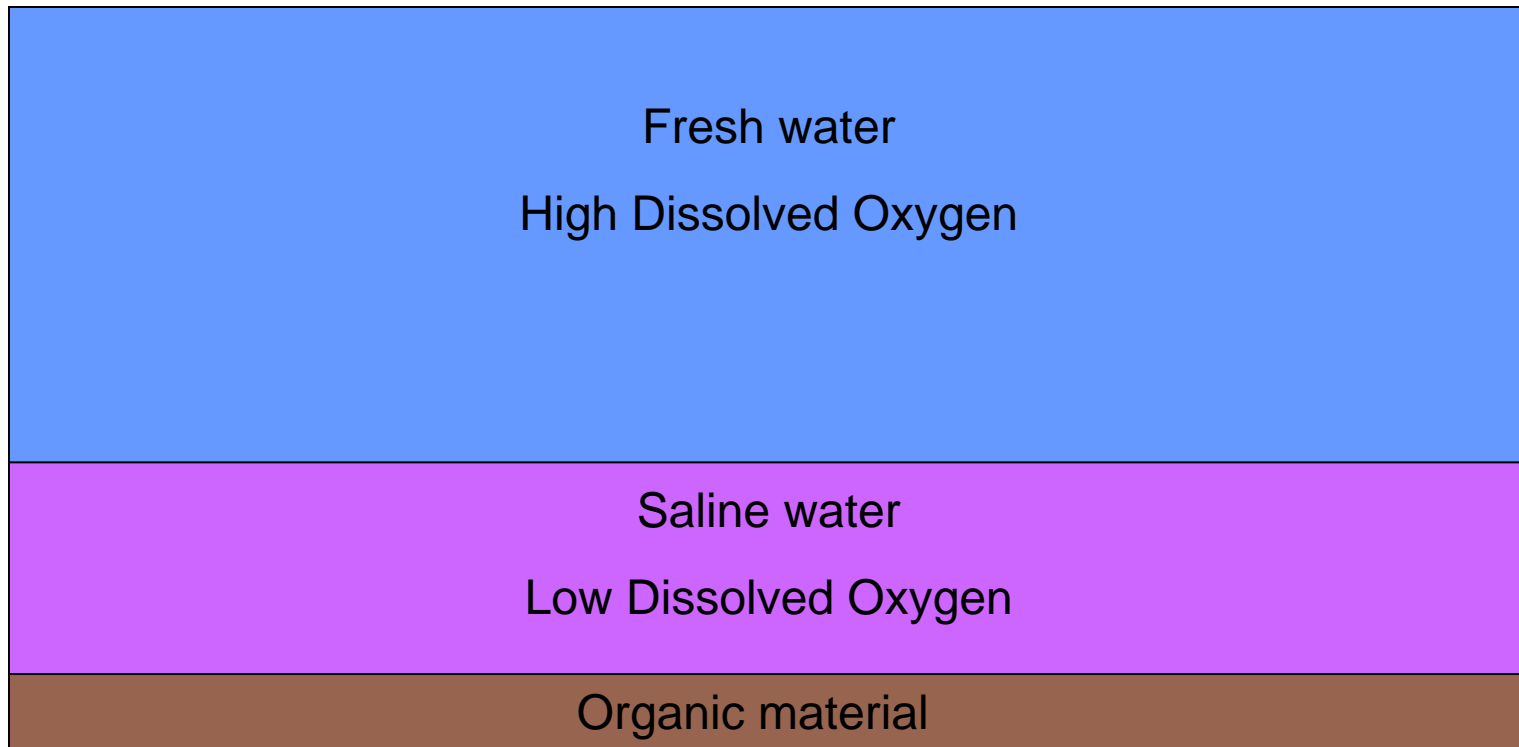 Fresh water
High Dissolved Oxygen
Saline water
Low Dissolved Oxygen
Organic material